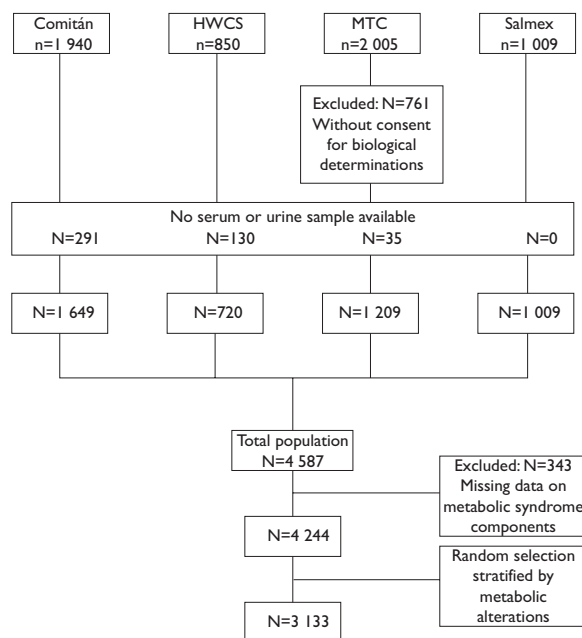 Comitán
n=1 940
HWCS
n=850
MTC
n=2 005
Salmex
n=1 009
Excluded: N=761
Without consent
for biological
determinations
No serum or urine sample available
N=291 N=130 N=35 N=0
N=1 649 N=720 N=1 209 N=1 009
Total population
N=4 587
Excluded: N=343
Missing data on
metabolic syndrome
components
N=4 244
Random selection
stratified by
metabolic
alterations
N=3 133